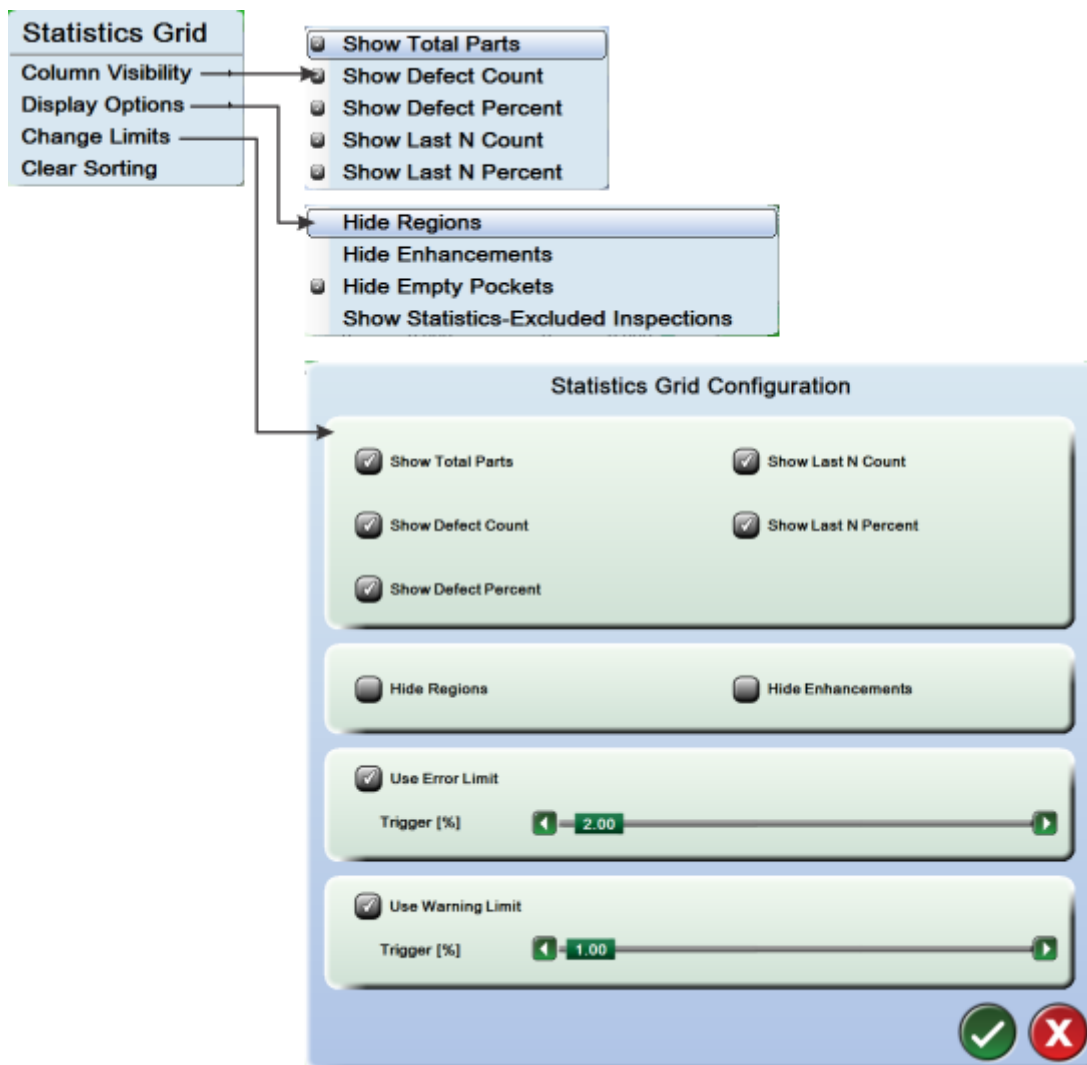 Statistics Grid
Column Visibility
Display Options
Change Limits
Clear Sorting
Show Total Parts
Show Defect Count
Show Defect Percent
Show Last N Count
Show Last N Percent
Hide Regions
Hide Enhancements
Hide Empty Pockets
Show Statistics-Excluded Inspections
Statistics Grid Configuration
Show Total Parts
Show Last N Count
Show Defect Count
Show Last N Percent
Show Defect Percent
Hide Regions
Hide Enhancements
Use Error Limit
Trigger [%]
2.00
Use Warning Limit
Trigger [%]
1.00